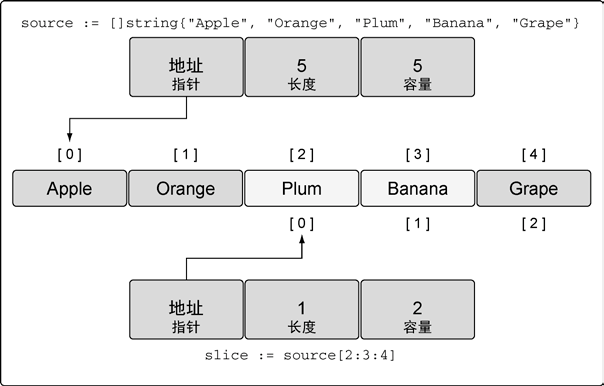 source := []string{"Apple", "Orange", "Plum", "Banana", "Grape"}
地址 5 5
指针 长度 容量
[0] [1] [2] [3] [4]
Apple Orange Plum Banana Grape
[0] [1] [2]
地址 1 2
指针 长度 容量
slice := source[2:3:4]